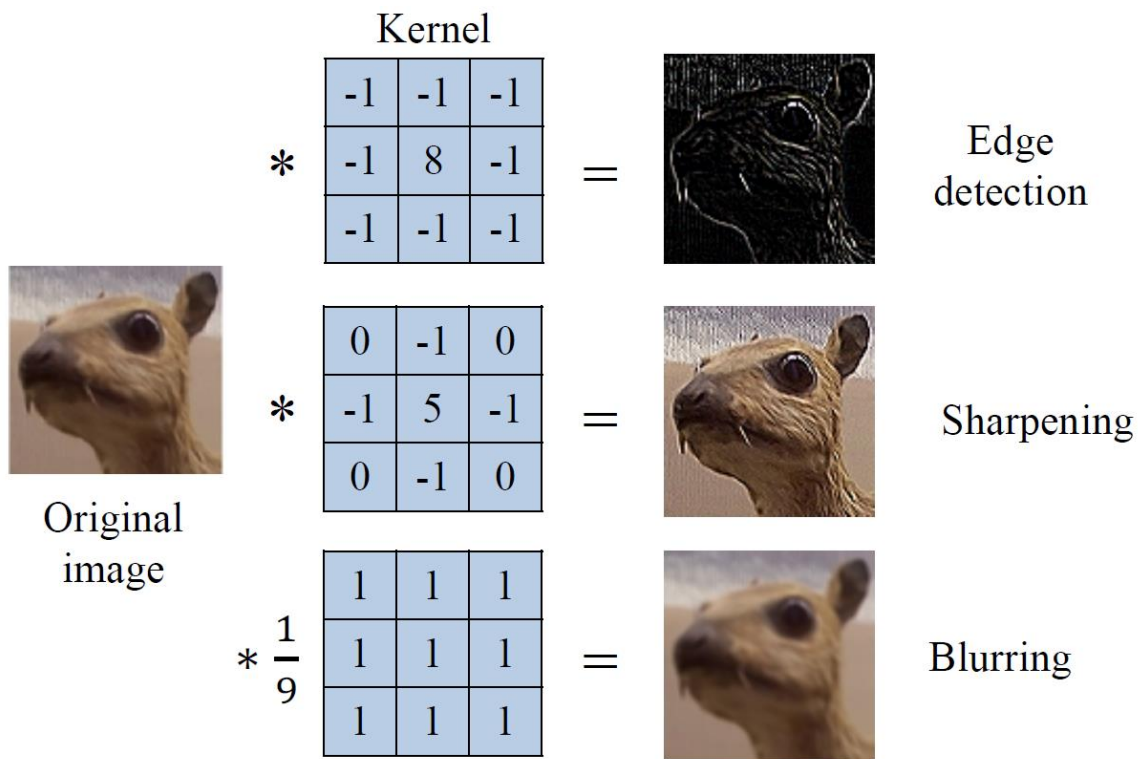 Kernel
-1 -1 -1
* -1 8 -1 =
-1 -1 -1
Edge
detection
0 -1 0
* -1 5 -1 =
0 -1 0
Sharpening
Original
image
1 1 1
* 1/9 1 1 1 =
1 1 1
Blurring